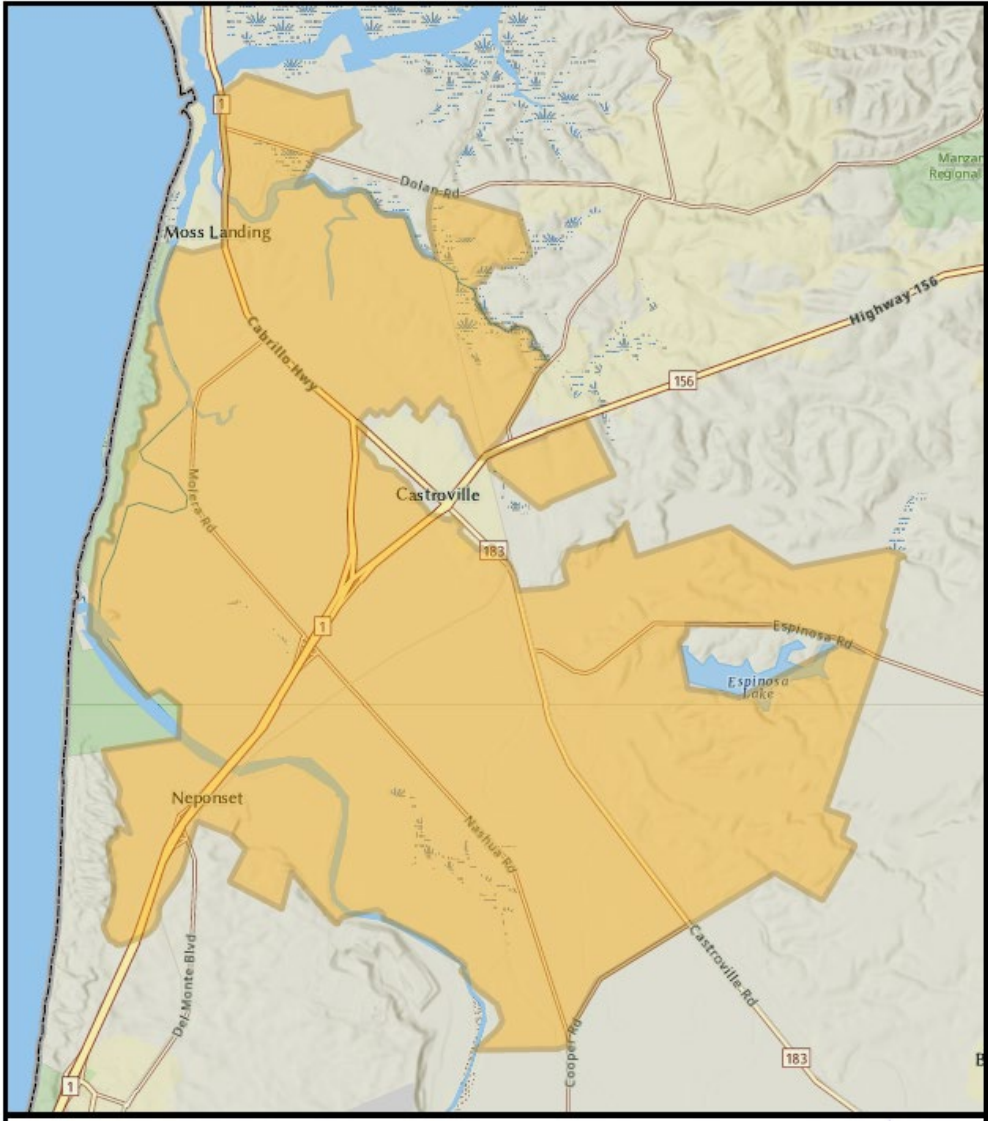 1
Dolan Rd
Manzan
Regional
Moss Landing
Highway 156
Cabrillo Hwy
156
Castroville
Molera Rd
183
1
Espinosa Rd
Espinosa
Lake
Neponset
Nashua Rd
Castroville Rd
Del Monte Blvd
Cooper Rd
183
B
1